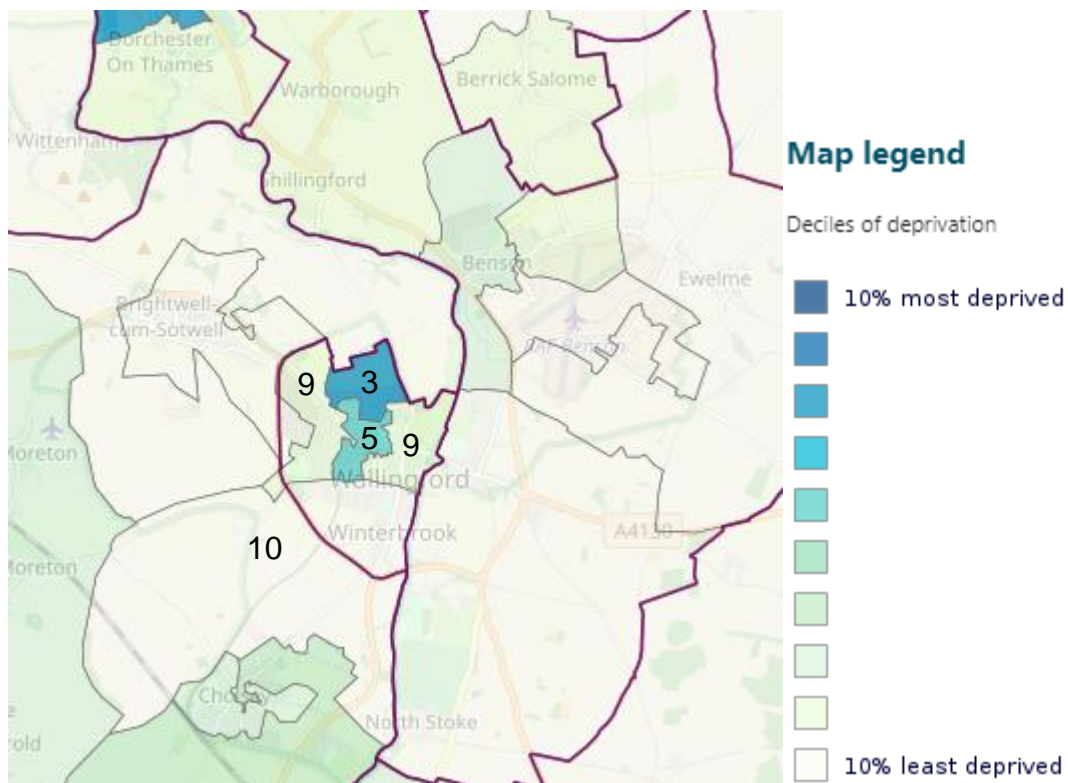 Dorchester
On Thames
Berrick Salome
Warborough
Wittenham
Shillingford
Benson
Ewelme
Brightwell-
cum-Sotwell
RAF Benson
9
3
5
9
Moreton
Wallingford
Winterbrook
A4130
10
Moreton
Cholsey
North Stoke
Map legend
Deciles of deprivation
10% most deprived
10% least deprived